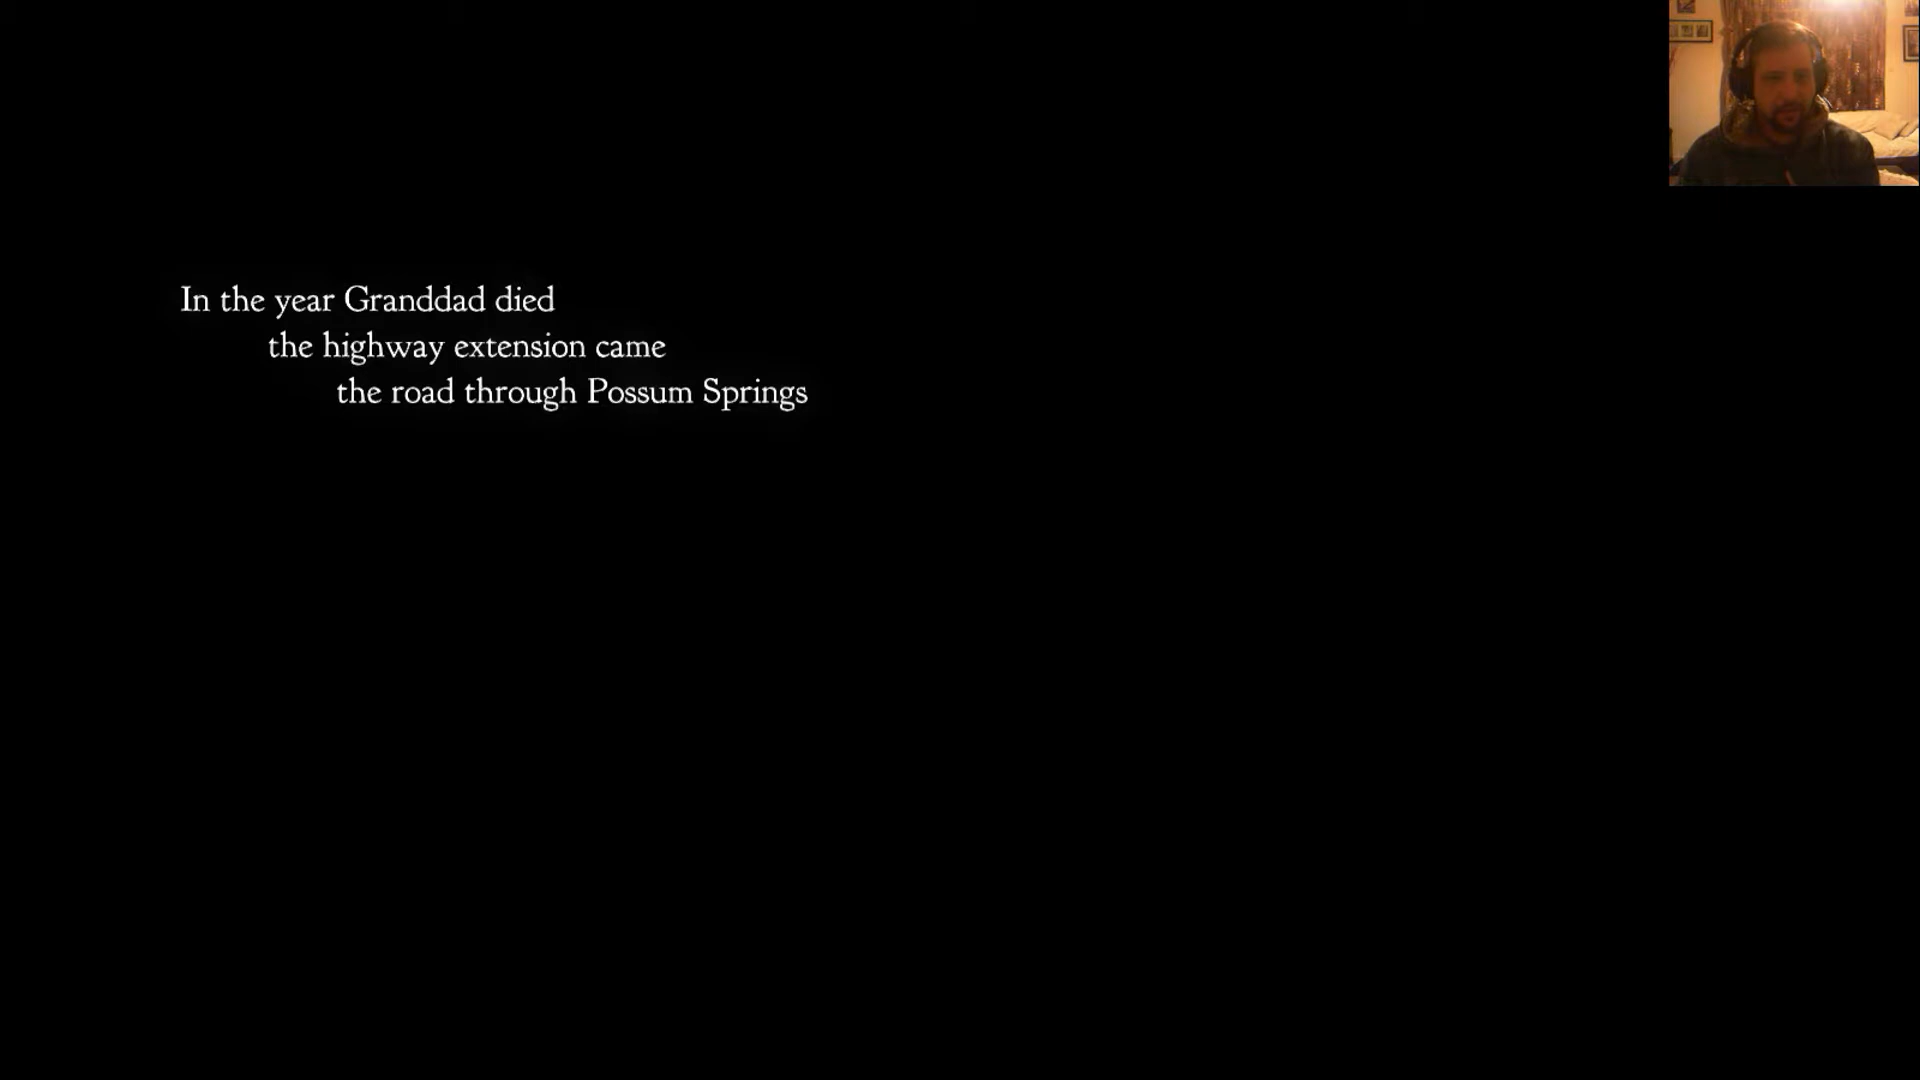 In the year Granddad died
the highway extension came
the road through Possum Springs